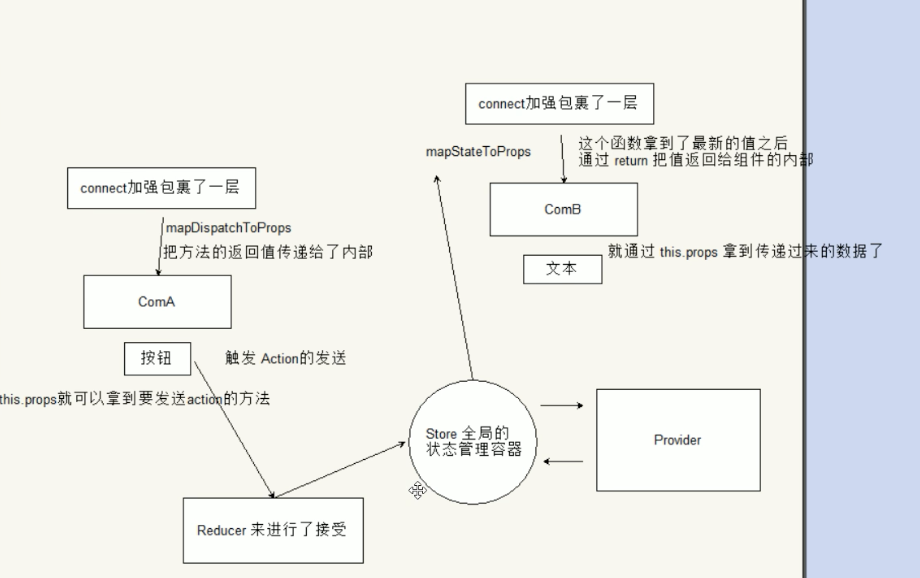 connect加强包裹了一层
mapStateToProps
这个函数拿到了最新的值之后
通过 return 把值返回给组件的内部
connect加强包裹了一层
ComB
mapDispatchToProps
把方法的返回值传递给了内部
就通过 this.props 拿到传递过来的数据了
文本
ComA
按钮
触发 Action的发送
this.props就可以拿到要发送action的方法
Store 全局的
状态管理容器
Provider
Reducer 来进行了接受